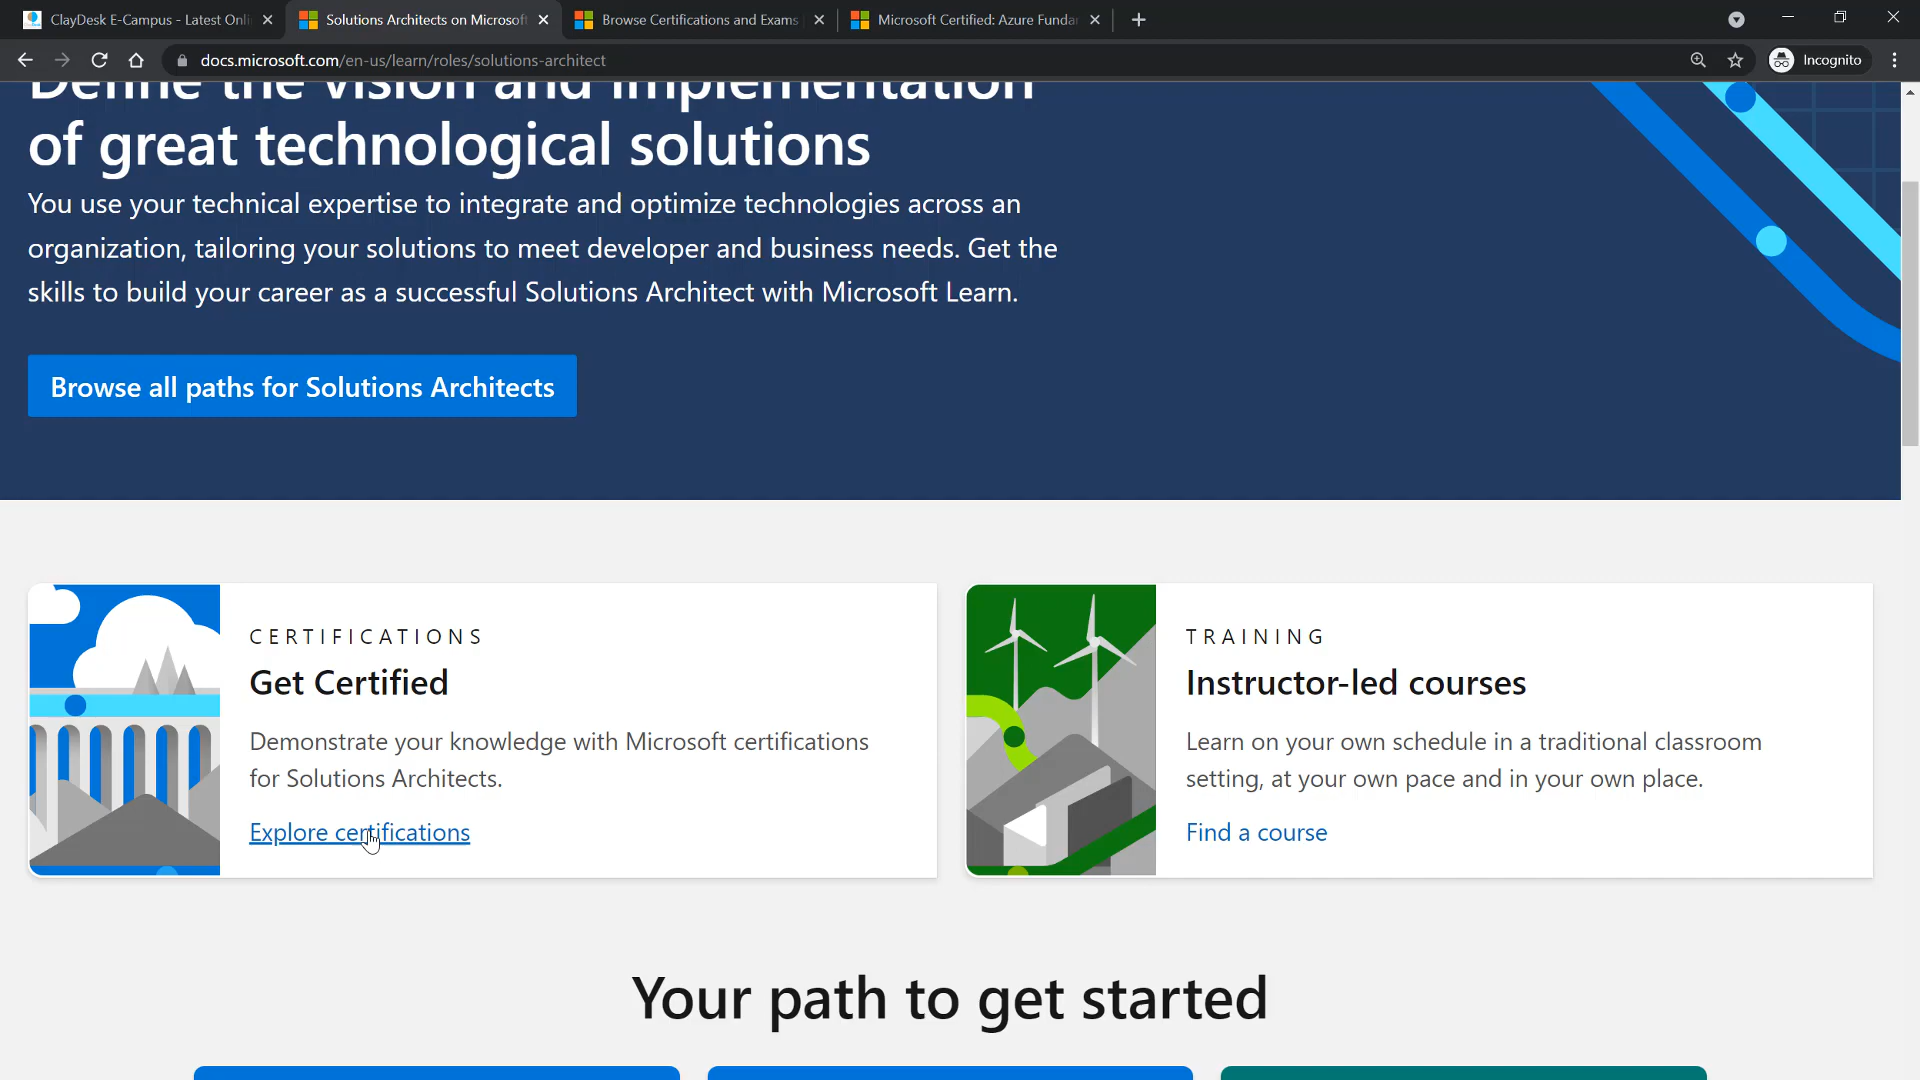 ClayDesk E-Campus - Latest Onli
Solutions Architects on Microsoft
Browse Certifications and Exams
Microsoft Certified: Azure Funda
docs.microsoft.com/en-us/learn/roles/solutions-architect
Incognito
Define the vision and implementation
of great technological solutions
You use your technical expertise to integrate and optimize technologies across an
organization, tailoring your solutions to meet developer and business needs. Get the
skills to build your career as a successful Solutions Architect with Microsoft Learn.
Browse all paths for Solutions Architects
CERTIFICATIONS
Get Certified
Demonstrate your knowledge with Microsoft certifications
for Solutions Architects.
Explore certifications
TRAINING
Instructor-led courses
Learn on your own schedule in a traditional classroom
setting, at your own pace and in your own place.
Find a course
Your path to get started